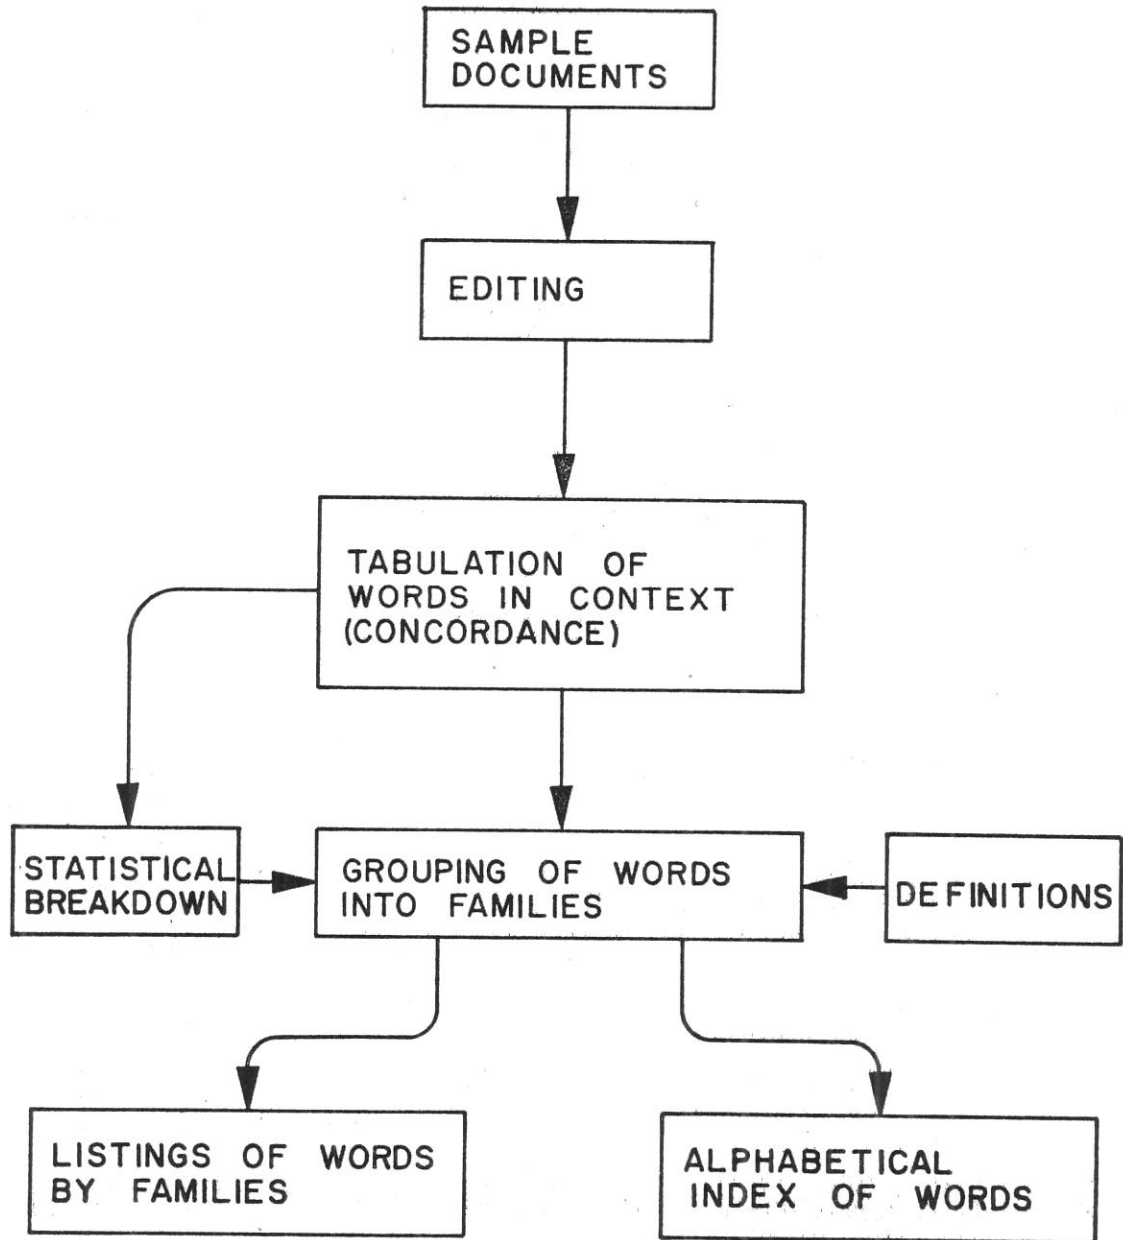 SAMPLE
DOCUMENTS
EDITING
TABULATION OF
WORDS IN CONTEXT
(CONCORDANCE)
STATISTICAL
BREAKDOWN
GROUPING OF WORDS
INTO FAMILIES
DEFINITIONS
LISTINGS OF WORDS
BY FAMILIES
ALPHABETICAL
INDEX OF WORDS